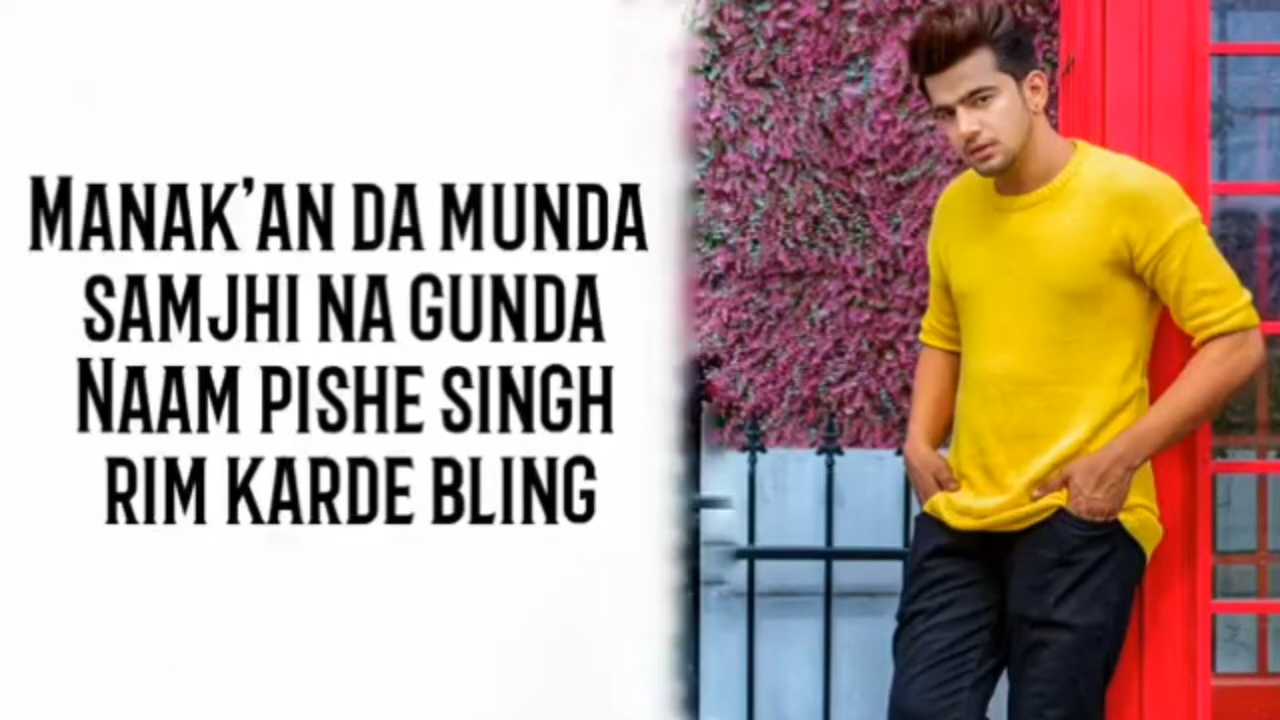 Manak’an da munda
samjhi na gunda
Naam pishe singh
rim karde bling